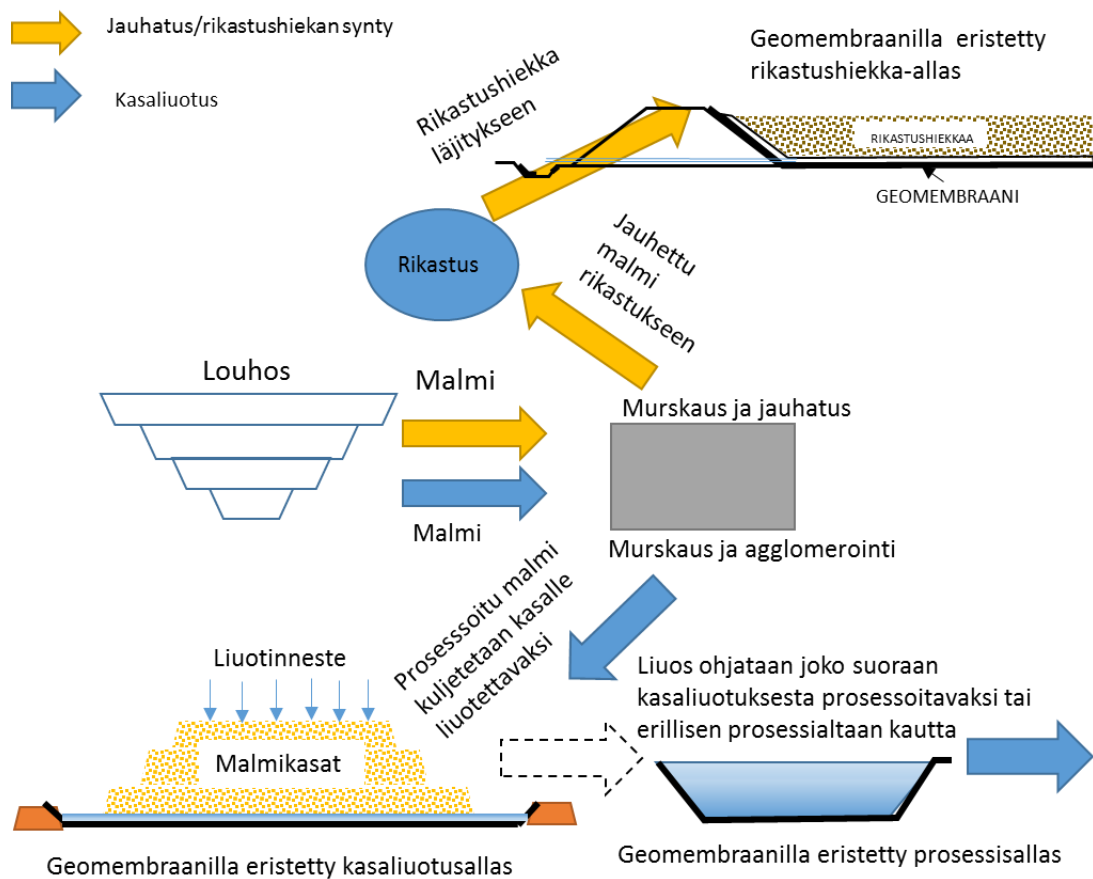 Jauhatus/rikastushiekan synty
Kasaliuotus
Geomembraanilla eristetty
rikastushiekka-allas
Rikastushiekka
läjitykseen
RIKASTUSHIEKKAA
GEOMEMBRAANI
Rikastus
Jauhettu
malmi
rikastukseen
Louhos
Malmi
Malmi
Murskaus ja jauhatus
Murskaus ja agglomerointi
Prosesssoitu malmi
kuljetetaan kasalle
liuotettavaksi
Liuotinneste
Malmikasat
Liuos ohjataan joko suoraan
kasaliuotuksesta prosessoitavaksi tai
erillisen prosessialtaan kautta
Geomembraanilla eristetty kasaliuotusallas
Geomembraanilla eristetty prosessisallas